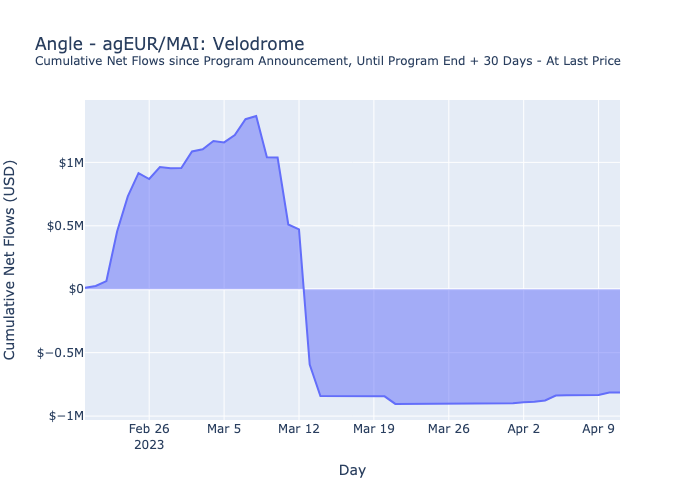 Angle - agEUR/MAI: Velodrome
Cumulative Net Flows since Program Announcement, Until Program End + 30 Days - At Last Price
Cumulative Net Flows (USD)
$1M
$0.5M
$0
$−0.5M
$−1M
Feb 26
2023
Mar 5
Mar 12
Mar 19
Mar 26
Apr 2
Apr 9
Day